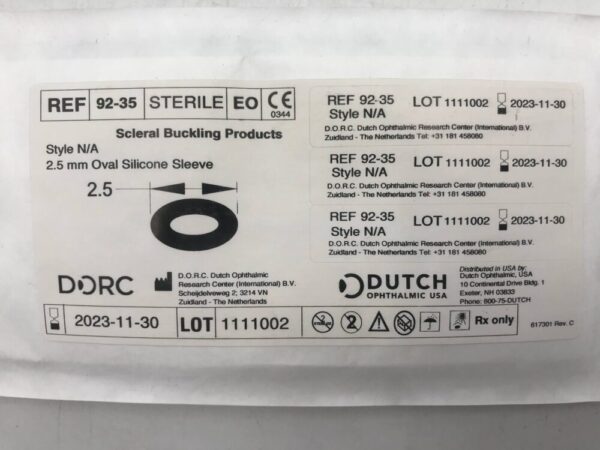 REF 92-35 STERILE EO CE
0344
Scleral Buckling Products
Style N/A
2.5 mm Oval Silicone Sleeve
2.5
DORC
D.O.R.C. Dutch Ophthalmic
Research Center (International) B.V.
Scheijdelveweg 2; 3214 VN
Zuidland - The Netherlands
REF 92-35 LOT 1111002 2023-11-30
Style N/A
D.O.R.C. Dutch Ophthalmic Research Center (International) B.V.
Zuidland - The Netherlands Tel+31 181 458080
REF 92-35 LOT 1111002 2023-11-30
Style N/A
D.O.R.C. Dutch Ophthalmic Research Center (International) B.V.
Zuidland - The Netherlands Tel+31 181 458080
REF 92-35 LOT 1111002 2023-11-30
Style N/A
D.O.R.C. Dutch Ophthalmic Research Center (International) B.V.
Zuidland - The Netherlands Tel+31 181 458080
DUTCH
OPHTHALMIC USA
Distributed in USA by:
Dutch Ophthalmic, USA
10 Continental Drive Bldg. 1
Exeter, NH 03833
Phone: 800-75-DUTCH
2023-11-30 LOT 1111002 2 Rx only
617301 Rev. C